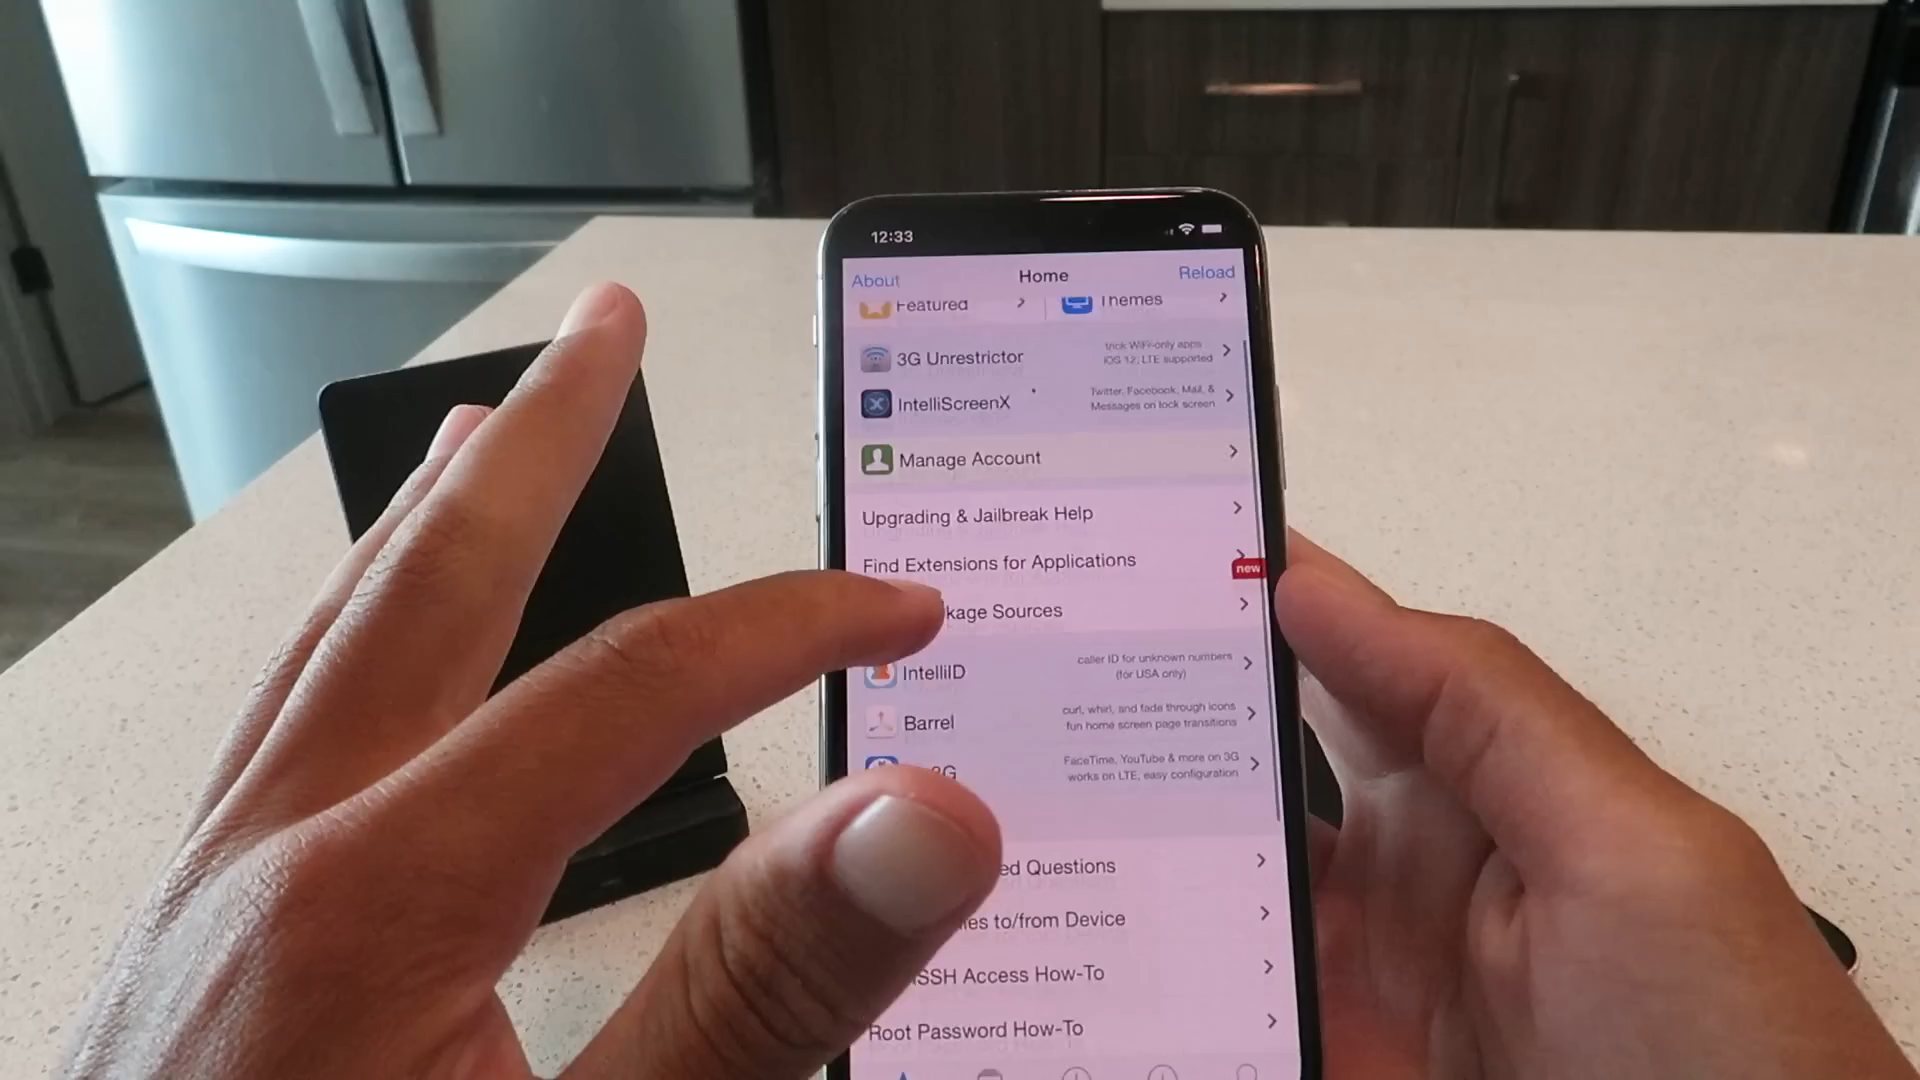 12:33
About Home Reload
Featured Themes
3G Unrestrictor trick WiFi-only apps
iOS 12, LTE supported
IntelliScreenX Twitter, Facebook, Mail, &
Messages on lock screen
Manage Account
Upgrading & Jailbreak Help
Find Extensions for Applications
new
kage Sources
IntelliID caller ID for unknown numbers
(for USA only)
Barrel curl, whirl, and fade through icons
fun home screen page transitions
3G FaceTime, YouTube & more on 3G
works on LTE, easy configuration
ed Questions
les to/from Device
SSH Access How-To
Root Password How-To